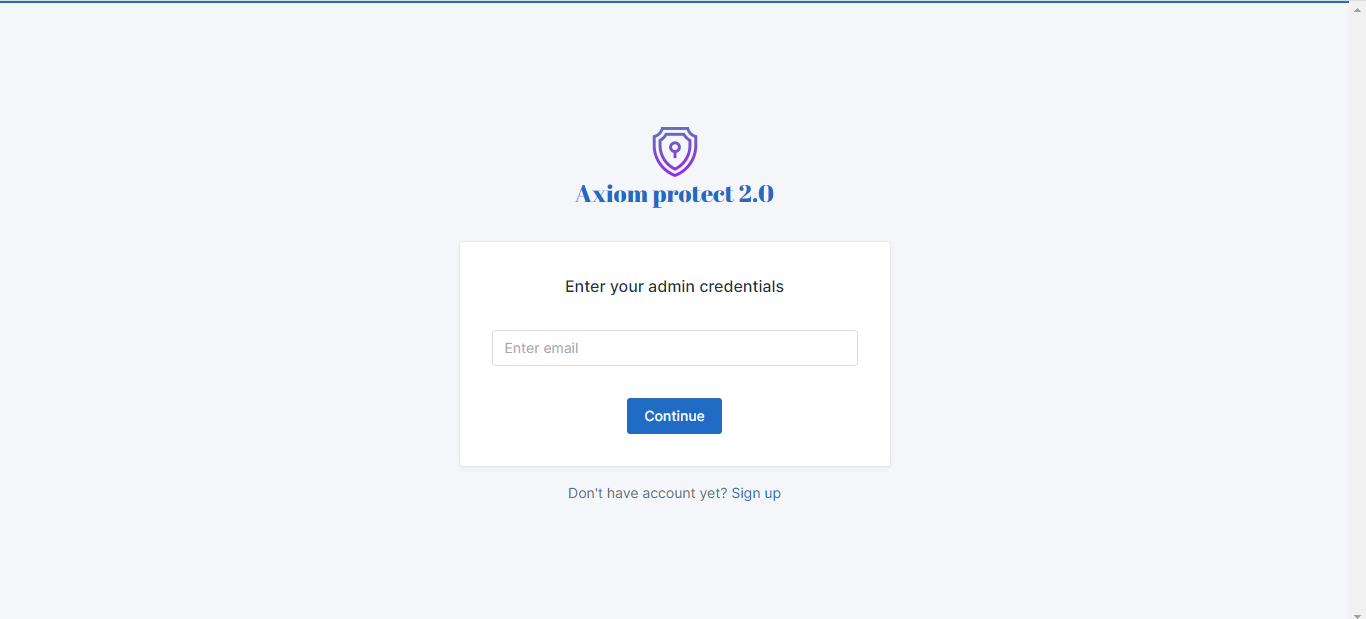 Axiom protect 2.0
Enter your admin credentials
Enter email
Continue
Don't have account yet? Sign up